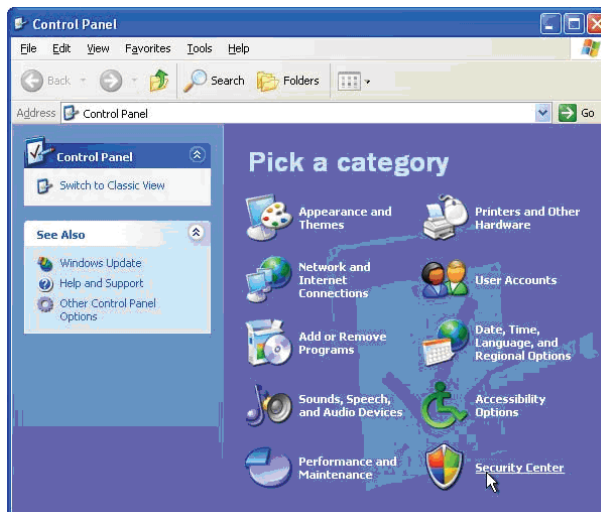 Control Panel
File Edit View Favorites Tools Help
Back Search Folders
Address Control Panel Go
Control Panel
Switch to Classic View
See Also
Windows Update
Help and Support
Other Control Panel
Options
Pick a category
Appearance and
Themes
Printers and Other
Hardware
Network and
Internet
Connections
User Accounts
Add or Remove
Programs
Date, Time,
Language, and
Regional Options
Sounds, Speech,
and Audio Devices
Accessibility
Options
Performance and
Maintenance
Security Center